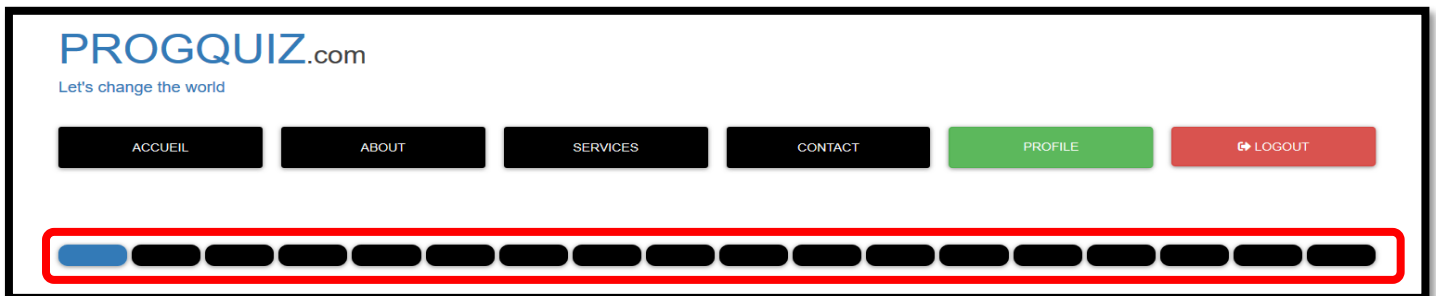 PROGQUIZ.com
Let's change the world
ACCUEIL ABOUT SERVICES CONTACT PROFILE LOGOUT